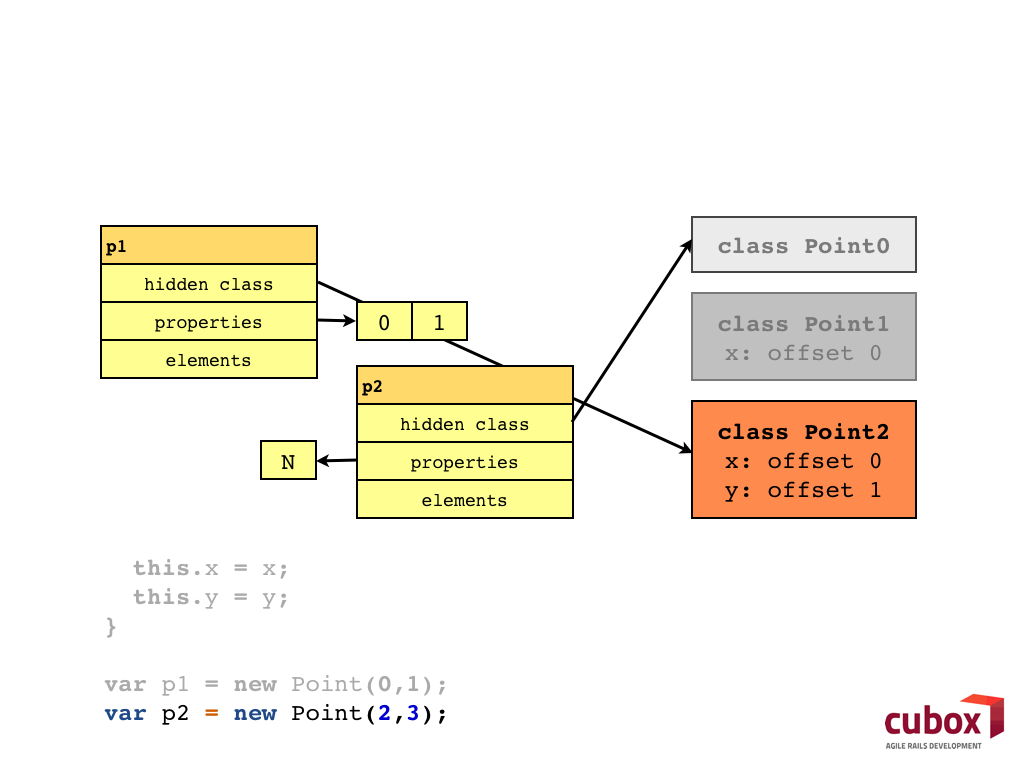 p1
hidden class
properties
elements
0 1
p2
hidden class
properties
elements
N
class Point0
class Point1
x: offset 0
class Point2
x: offset 0
y: offset 1
this.x = x;
this.y = y;
}
var p1 = new Point(0,1);
var p2 = new Point(2,3);
cubox
AGILE RAILS DEVELOPMENT